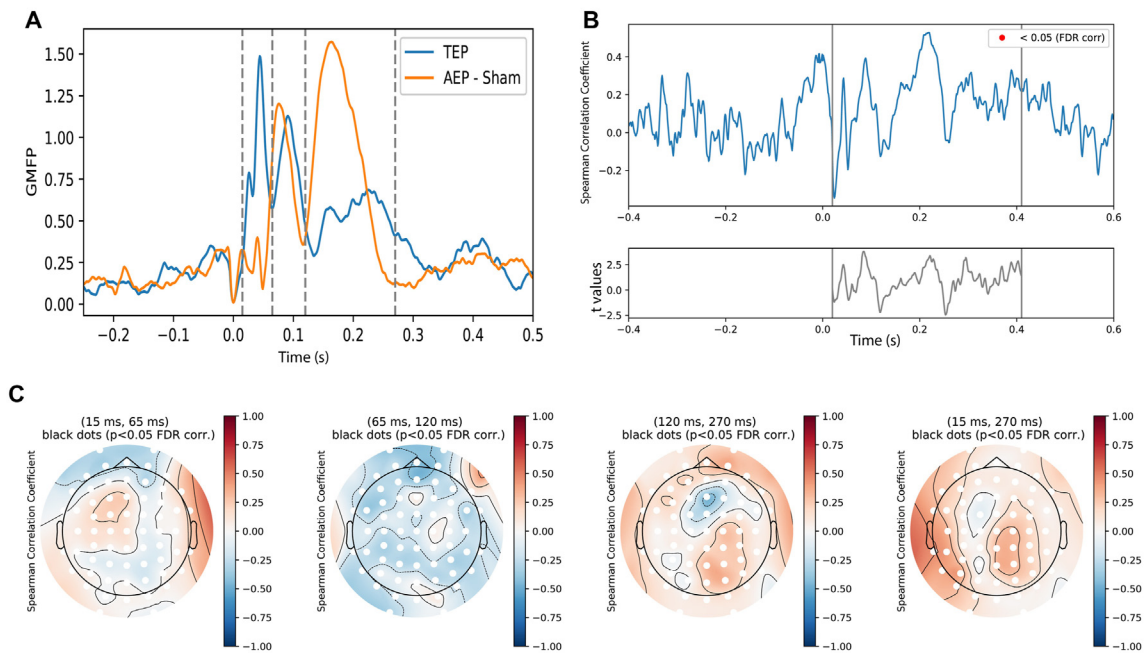 A
GMFP
1.50
1.25
1.00
0.75
0.50
0.25
0.00
TEP
AEP - Sham
−0.2 −0.1 0.0 0.1 0.2 0.3 0.4 0.5
Time (s)
B
Spearman Correlation Coefficient
0.4
0.2
0.0
−0.2
< 0.05 (FDR corr)
−0.4 −0.2 0.0 0.2 0.4 0.6
t values
2.5
0.0
−2.5
−0.4 −0.2 0.0 0.2 0.4 0.6
Time (s)
C
(15 ms, 65 ms)
black dots (p<0.05 FDR corr.)
Spearman Correlation Coefficient
1.00
0.75
0.50
0.25
0.00
−0.25
−0.50
−0.75
−1.00
(65 ms, 120 ms)
black dots (p<0.05 FDR corr.)
Spearman Correlation Coefficient
1.00
0.75
0.50
0.25
0.00
−0.25
−0.50
−0.75
−1.00
(120 ms, 270 ms)
black dots (p<0.05 FDR corr.)
Spearman Correlation Coefficient
1.00
0.75
0.50
0.25
0.00
−0.25
−0.50
−0.75
−1.00
(15 ms, 270 ms)
black dots (p<0.05 FDR corr.)
Spearman Correlation Coefficient
1.00
0.75
0.50
0.25
0.00
−0.25
−0.50
−0.75
−1.00